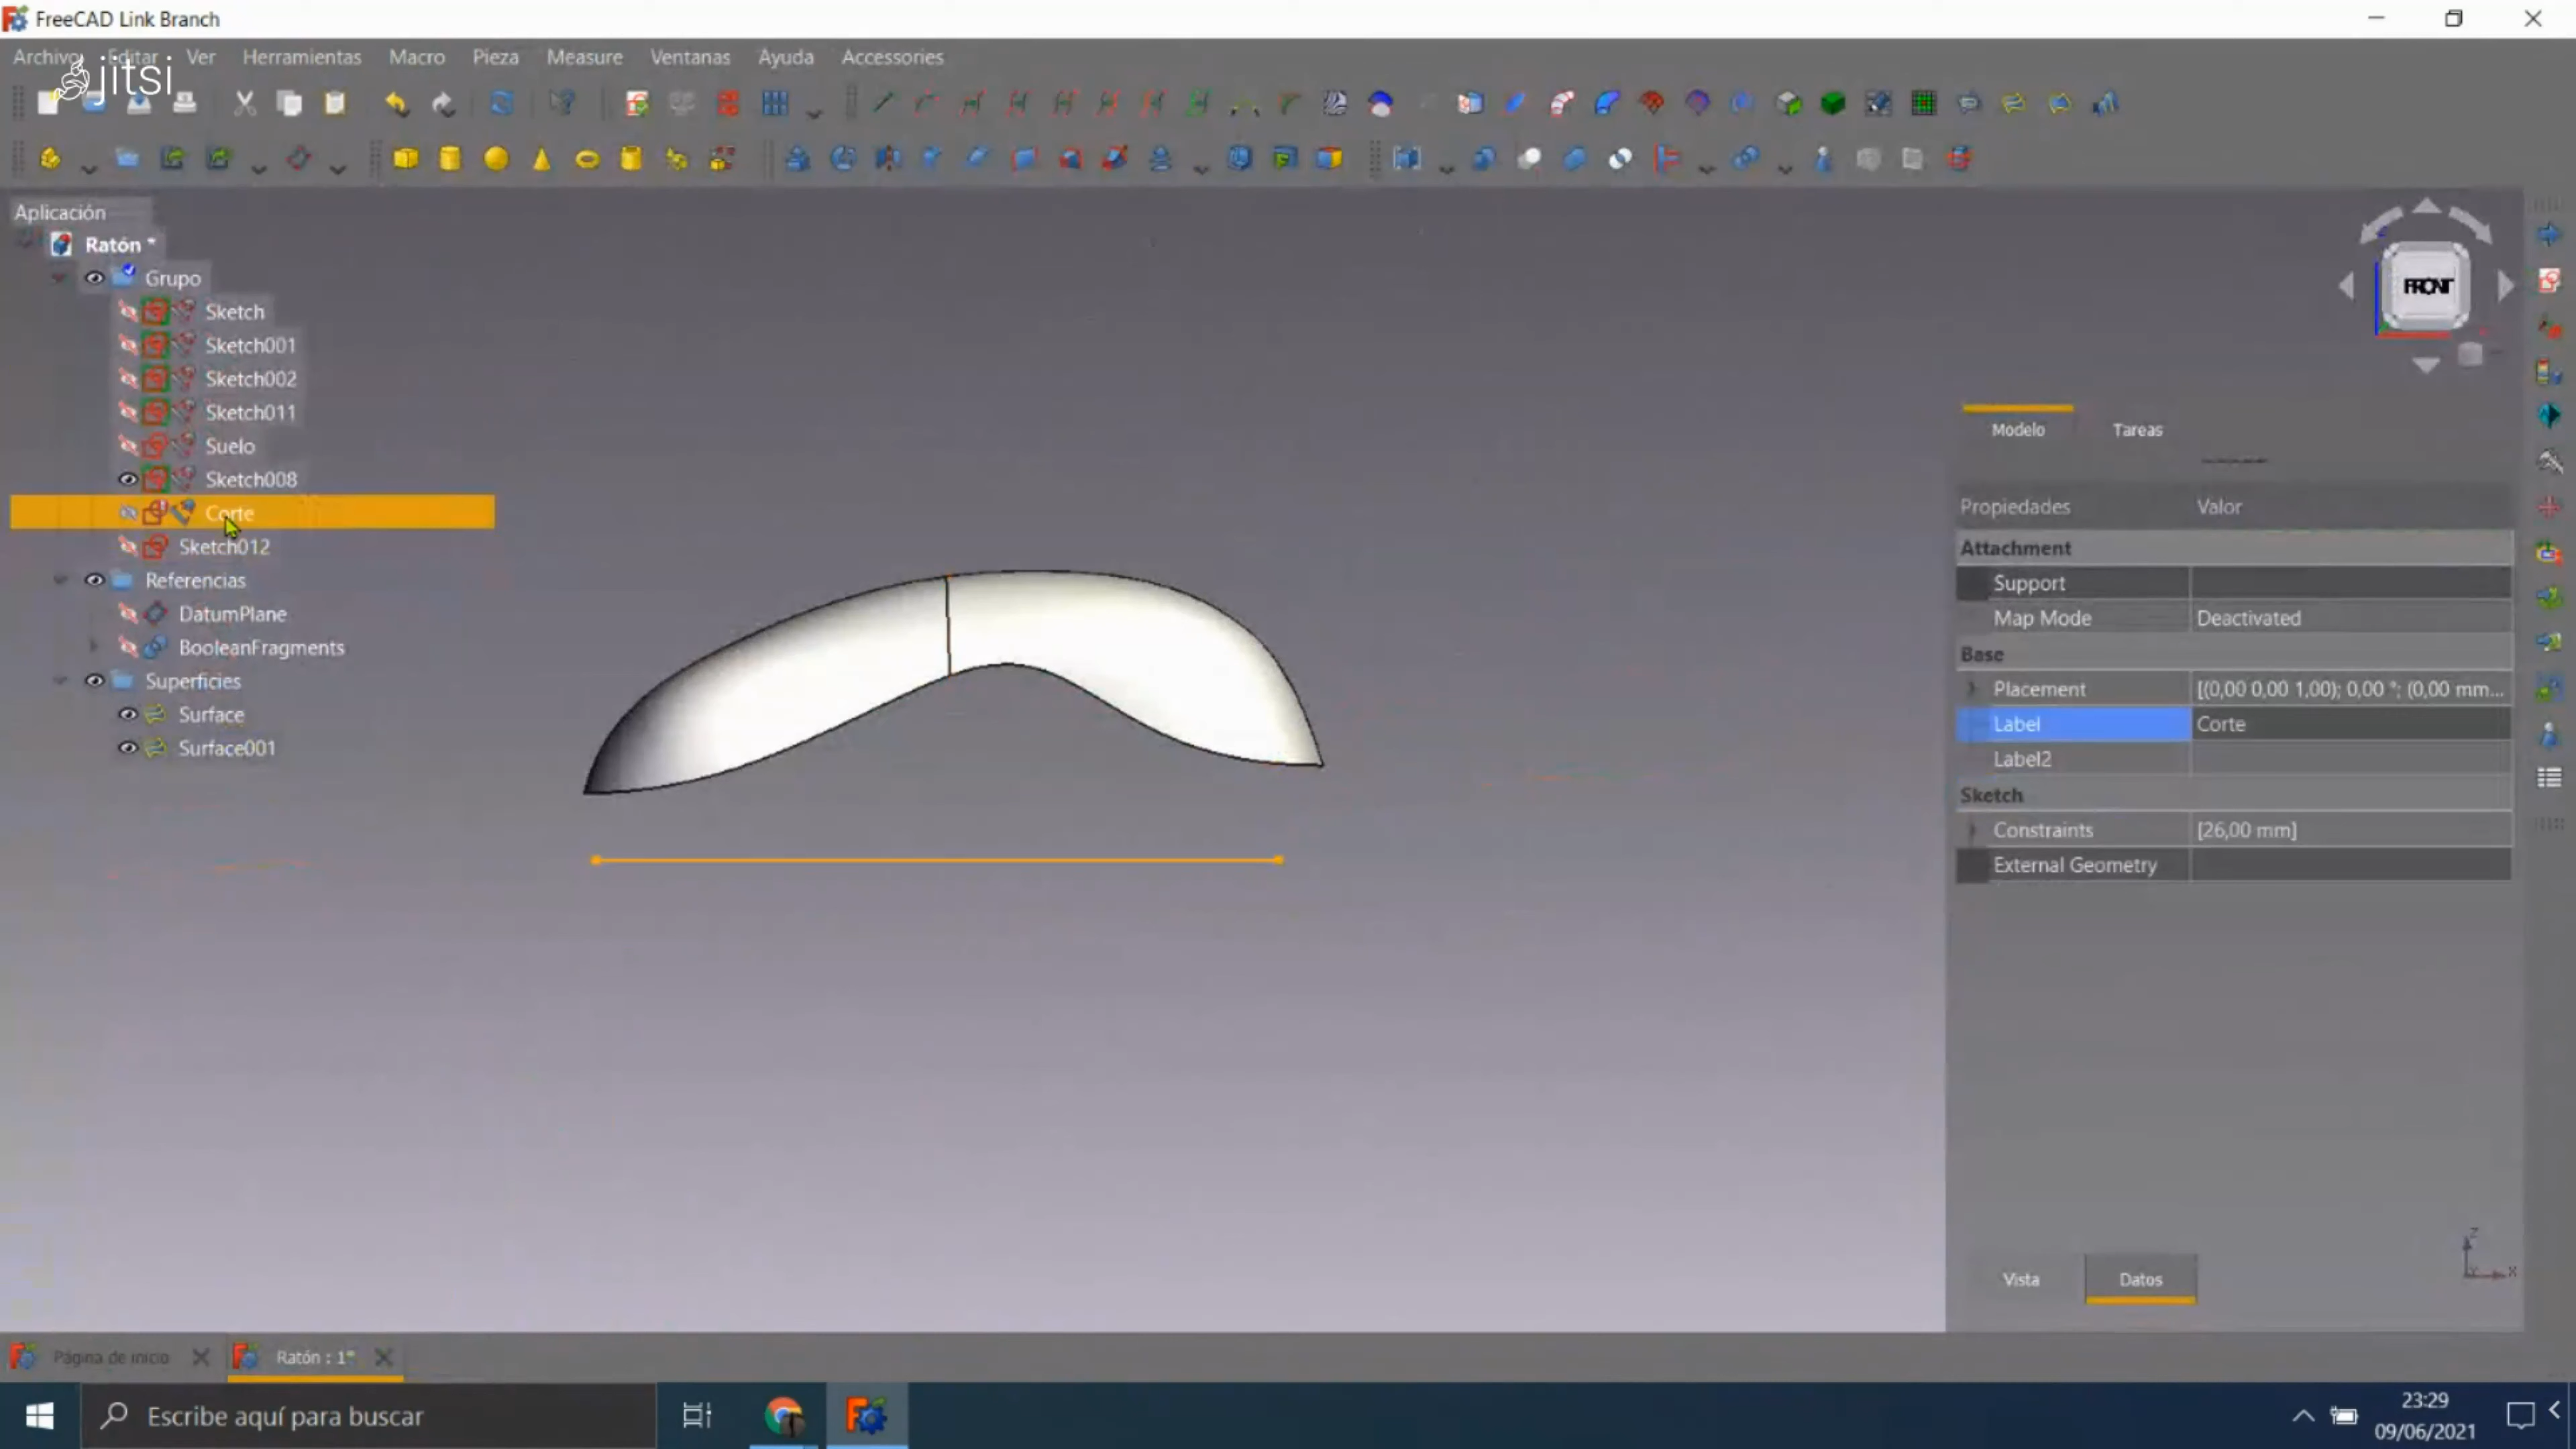 FreeCAD Link Branch
Archivo Editar Ver Herramientas Macro Pieza Measure Ventanas Ayuda Accessories
jitsi
Aplicación
Ratón *
Grupo
Sketch
Sketch001
Sketch002
Sketch011
Suelo
Sketch008
Corte
Sketch012
Referencias
DatumPlane
BooleanFragments
Superficies
Surface
Surface001
FRONT
Modelo Tareas
Propiedades Valor
Attachment
Support
Map Mode Deactivated
Base
Placement [(0,00 0,00 1,00); 0,00 °; (0,00 mm...
Label Corte
Label2
Sketch
Constraints [26,00 mm]
External Geometry
Z
X
Vista Datos
Página de inicio Ratón : 1*
Escribe aquí para buscar
23:29
09/06/2021